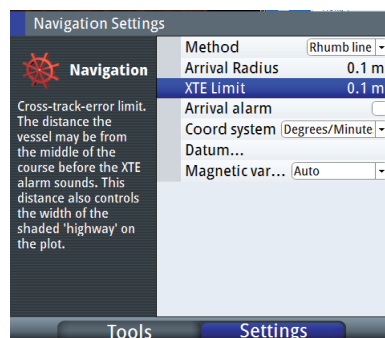 Navigation Settings
Navigation
Cross-track-error limit.
The distance the
vessel may be from
the middle of the
course before the XTE
alarm sounds. This
distance also controls
the width of the
shaded 'highway' on
the plot.
Method Rhumb line
Arrival Radius 0.1 m
XTE Limit 0.1 m
Arrival alarm
Coord system Degrees/Minute
Datum...
Magnetic var... Auto
Tools Settings